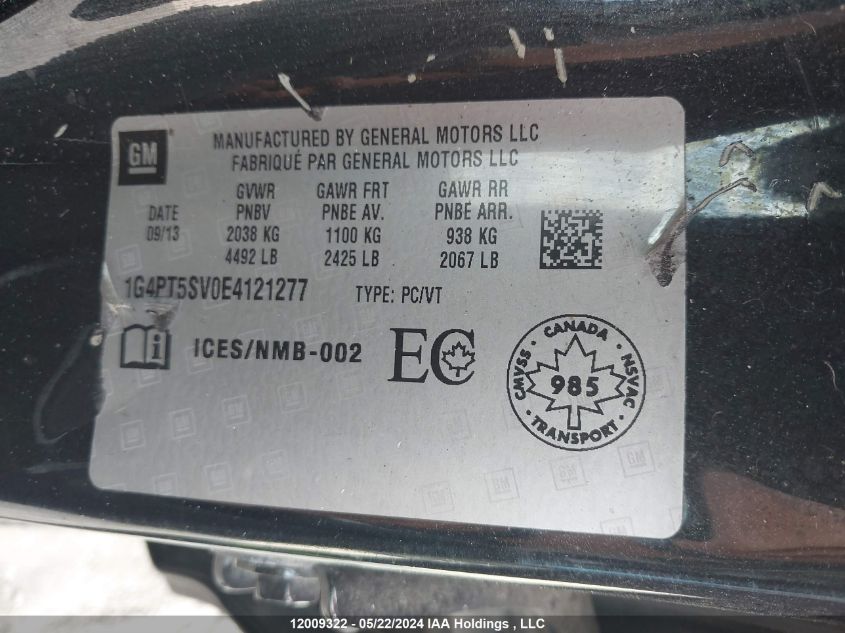 GM
MANUFACTURED BY GENERAL MOTORS LLC
FABRIQUÉ PAR GENERAL MOTORS LLC
GVWR GAWR FRT GAWR RR
DATE PNBV PNBE AV. PNBE ARR.
09/13 2038 KG 1100 KG 938 KG
4492 LB 2425 LB 2067 LB
1G4PT5SV0E4121277 TYPE: PC/VT
i ICES/NMB-002 EC
CANADA
CMVSS 985 NSVAC
TRANSPORT
12009322 - 05/22/2024 IAA Holdings , LLC